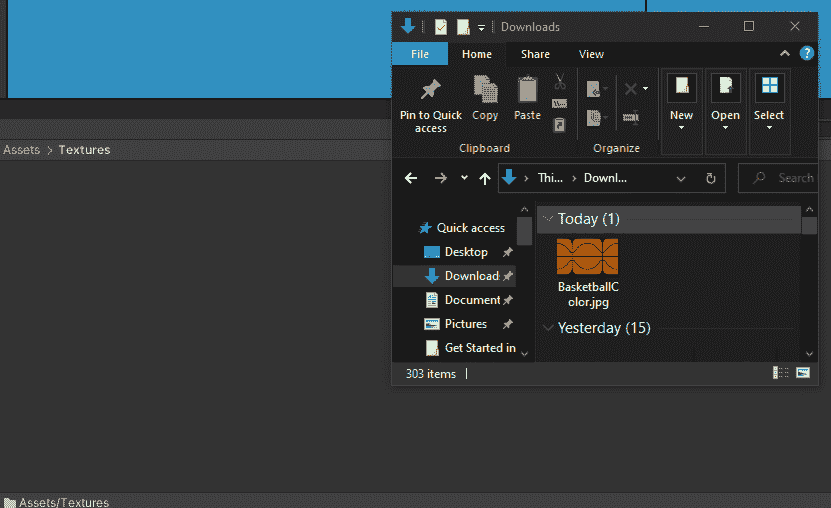 Downloads
File Home Share View
Pin to Quick access
Copy
Paste
New
Open
Select
Clipboard
Organize
Assets > Textures
Thi... > Downl...
Search
Quick access
Desktop
Download
Document
Pictures
Get Started in
Today (1)
BasketballC
olor.jpg
Yesterday (15)
303 items
Assets/Textures